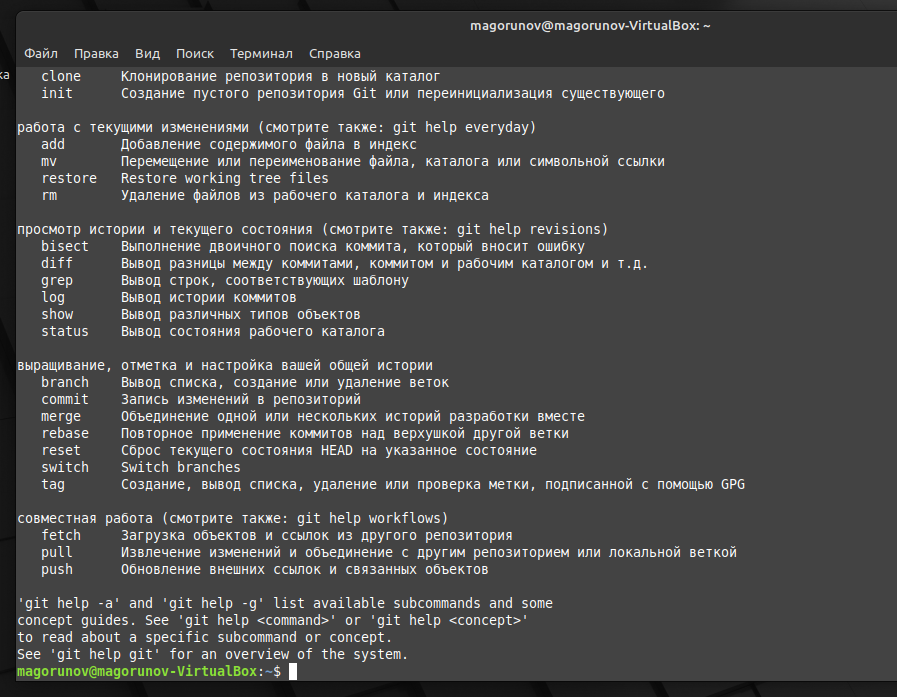 magorunov@magorunov-VirtualBox: ~
Файл Правка Вид Поиск Терминал Справка
ка
clone Клонирование репозитория в новый каталог
init Создание пустого репозитория Git или переинициализация существующего
работа с текущими изменениями (смотрите также: git help everyday)
add Добавление содержимого файла в индекс
mv Перемещение или переименование файла, каталога или символьной ссылки
restore Restore working tree files
rm Удаление файлов из рабочего каталога и индекса
просмотр истории и текущего состояния (смотрите также: git help revisions)
bisect Выполнение двоичного поиска коммита, который вносит ошибку
diff Вывод разницы между коммитами, коммитом и рабочим каталогом и т.д.
grep Вывод строк, соответствующих шаблону
log Вывод истории коммитов
show Вывод различных типов объектов
status Вывод состояния рабочего каталога
выращивание, отметка и настройка вашей общей истории
branch Вывод списка, создание или удаление веток
commit Запись изменений в репозиторий
merge Объединение одной или нескольких историй разработки вместе
rebase Повторное применение коммитов над верхушкой другой ветки
reset Сброс текущего состояния HEAD на указанное состояние
switch Switch branches
tag Создание, вывод списка, удаление или проверка метки, подписанной с помощью GPG
совместная работа (смотрите также: git help workflows)
fetch Загрузка объектов и ссылок из другого репозитория
pull Извлечение изменений и объединение с другим репозиторием или локальной веткой
push Обновление внешних ссылок и связанных объектов
'git help -a' and 'git help -g' list available subcommands and some
concept guides. See 'git help <command>' or 'git help <concept>'
to read about a specific subcommand or concept.
See 'git help git' for an overview of the system.
magorunov@magorunov-VirtualBox:~$